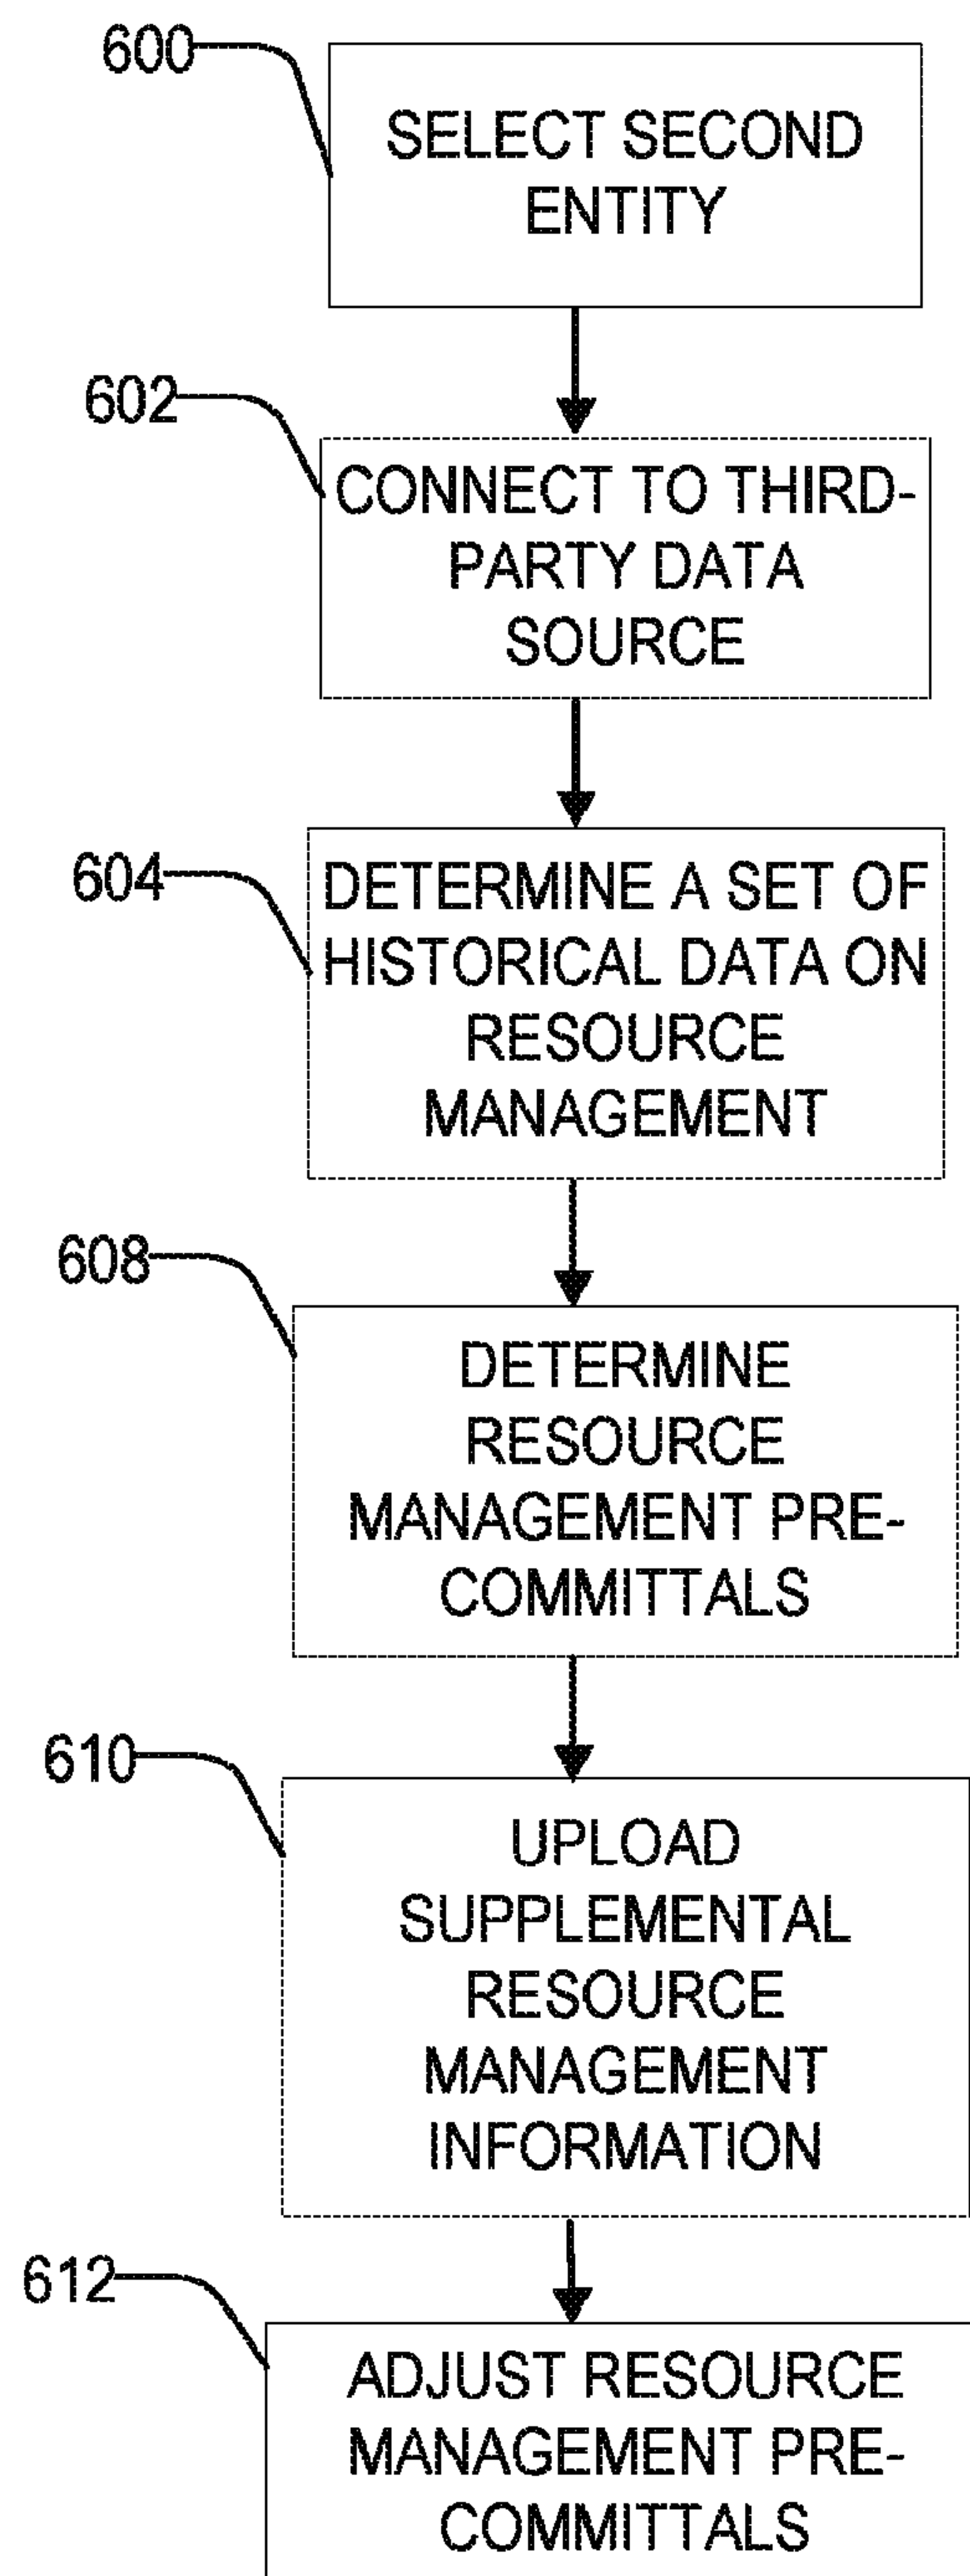 600
SELECT SECOND
ENTITY
602
CONNECT TO THIRD-
PARTY DATA
SOURCE
604
DETERMINE A SET OF
HISTORICAL DATA ON
RESOURCE
MANAGEMENT
608
DETERMINE
RESOURCE
MANAGEMENT PRE-
COMMITTALS
610
UPLOAD
SUPPLEMENTAL
RESOURCE
MANAGEMENT
INFORMATION
612
ADJUST RESOURCE
MANAGEMENT PRE-
COMMITTALS